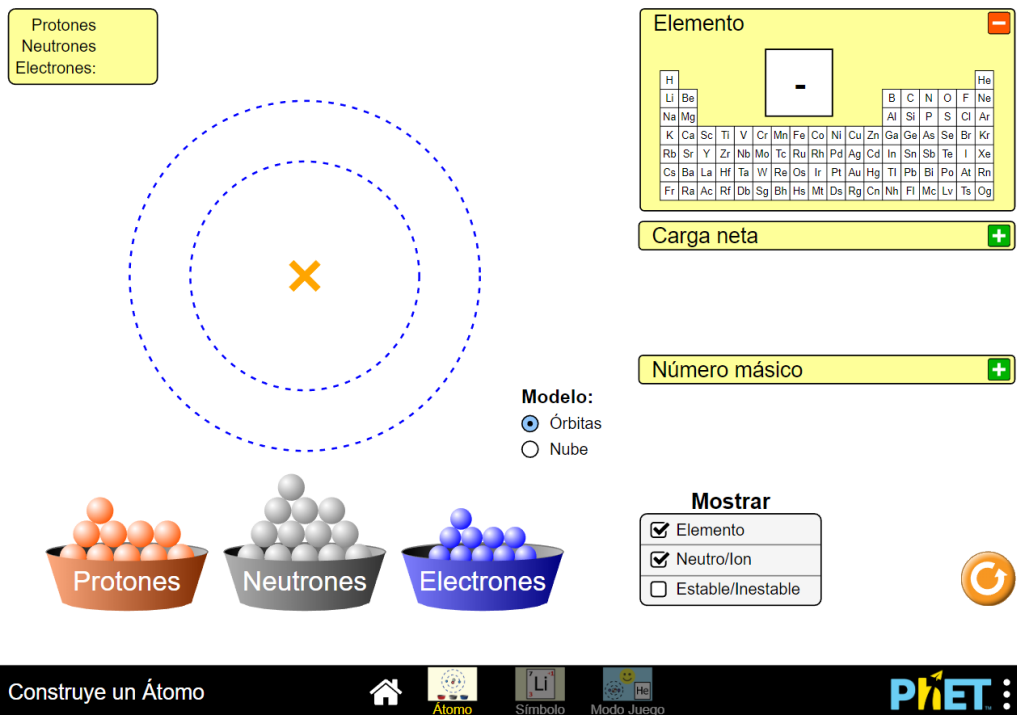 Protones
Neutrones
Electrones:
Elemento
-
H He
Li Be B C N O F Ne
Na Mg Al Si P S Cl Ar
K Ca Sc Ti V Cr Mn Fe Co Ni Cu Zn Ga Ge As Se Br Kr
Rb Sr Y Zr Nb Mo Tc Ru Rh Pd Ag Cd In Sn Sb Te I Xe
Cs Ba La Hf Ta W Re Os Ir Pt Au Hg Tl Pb Bi Po At Rn
Fr Ra Ac Rf Db Sg Bh Hs Mt Ds Rg Cn Nh Fl Mc Lv Ts Og
Carga neta
Número másico
Modelo:
Órbitas
Nube
Protones
Neutrones
Electrones
Mostrar
Elemento
Neutro/Ion
Estable/Inestable
Construye un Átomo
Átomo
Li
Símbolo
He
Modo Juego
PhET